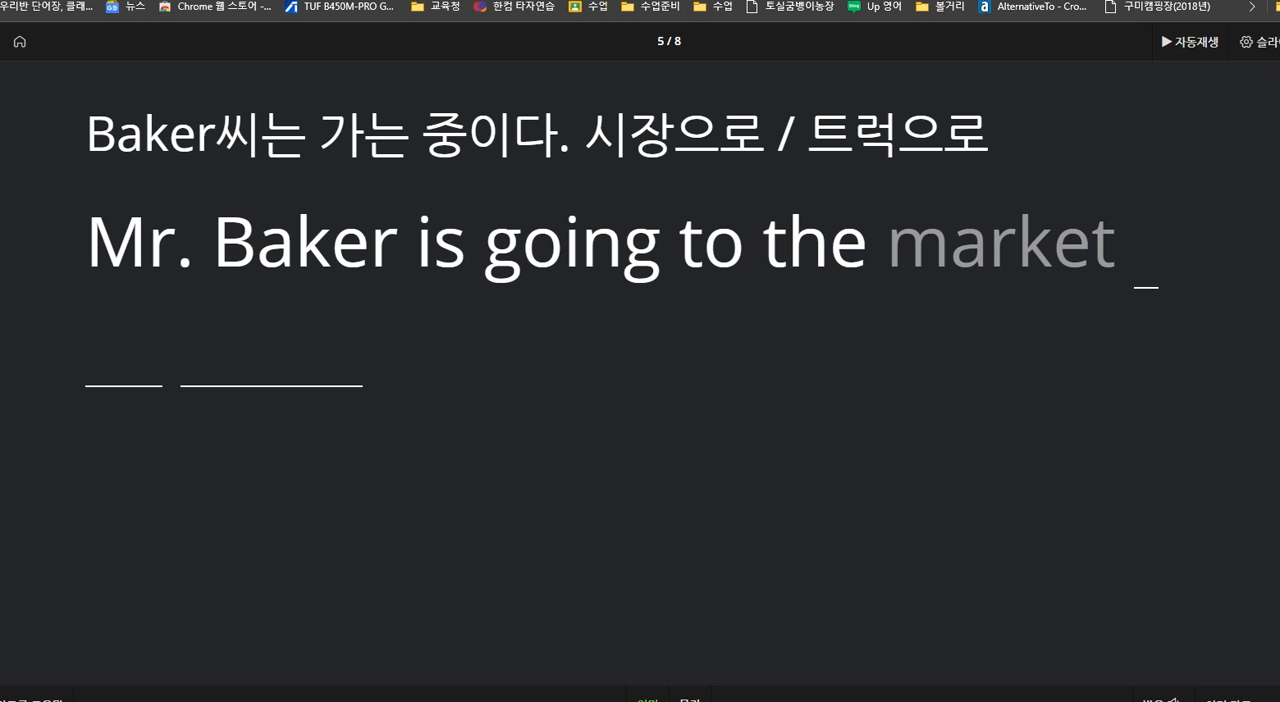 우리반 단어장, 클래... 뉴스 Chrome 웹 스토어 -... TUF B450M-PRO G... 교육청 한컴 타자연습 수업 수업준비 수업 토실굼벵이농장 Up 영어 볼거리 AlternativeTo - Cro... 구미캠핑장(2018년)
5 / 8 자동재생 슬라
Baker씨는 가는 중이다. 시장으로 / 트럭으로
Mr. Baker is going to the market _